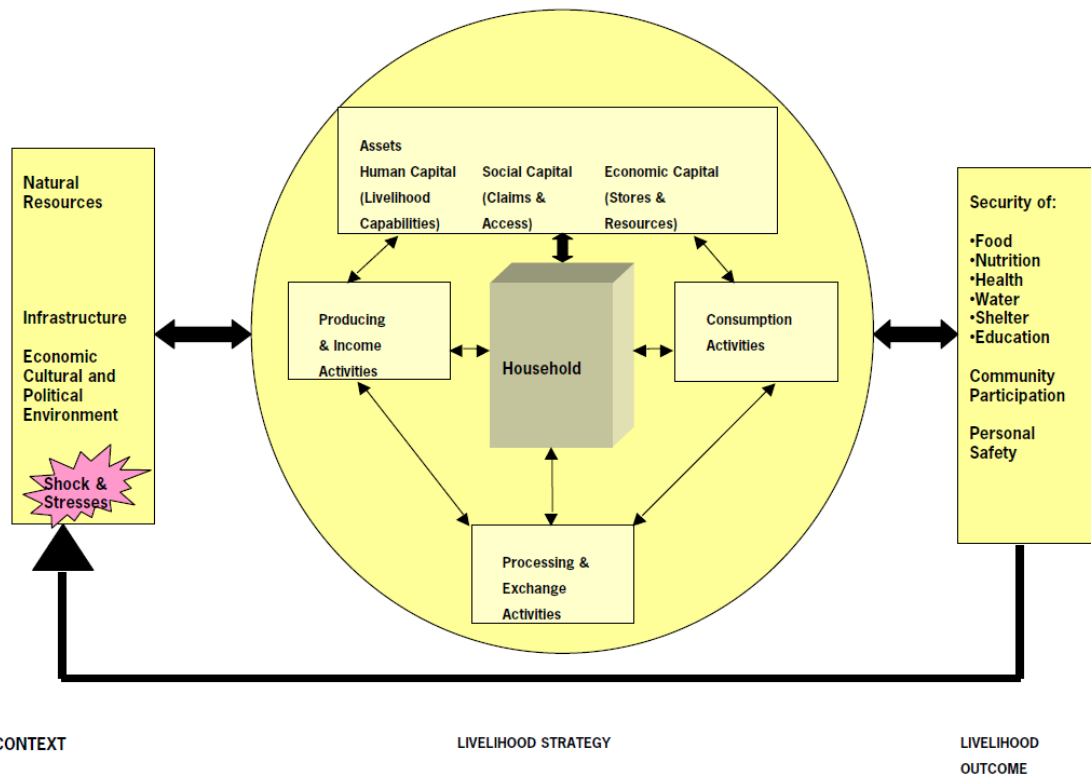 Natural
Resources
Infrastructure
Economic
Cultural and
Political
Environment
Shock &
Stresses
Assets
Human Capital Social Capital Economic Capital
(Livelihood (Claims & (Stores &
Capabilities) Access) Resources)
Producing
& Income
Activities
Household
Consumption
Activities
Processing &
Exchange
Activities
Security of:
•Food
•Nutrition
•Health
•Water
•Shelter
•Education
Community
Participation
Personal
Safety
CONTEXT
LIVELIHOOD STRATEGY
LIVELIHOOD
OUTCOME